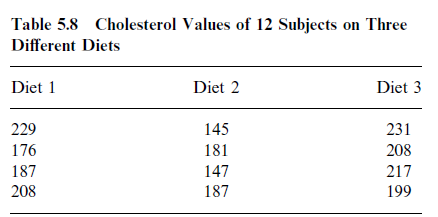 Table 5.8 Cholesterol Values of 12 Subjects on Three
Different Diets
Diet 1 Diet 2 Diet 3
229 145 231
176 181 208
187 147 217
208 187 199